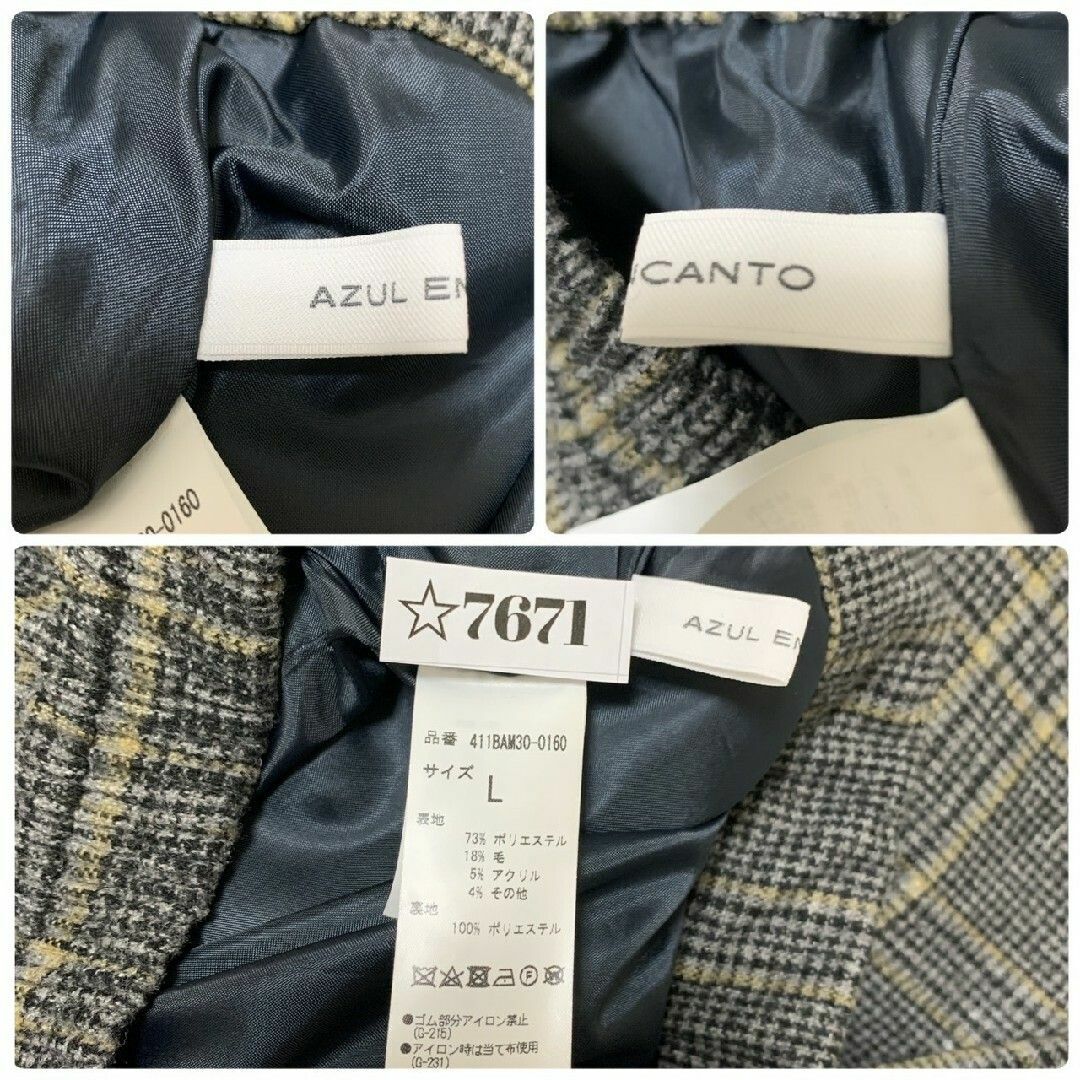 AZUL EN
CANTO
-0160
☆7671
AZUL EN
品番 411BAM30-0160
サイズ L
表地
73% ポリエステル
18% 毛
5% アクリル
4% その他
裏地
100% ポリエステル
●ゴム部分アイロン禁止
(G-215)
●アイロン時は当て布使用
(G-231)